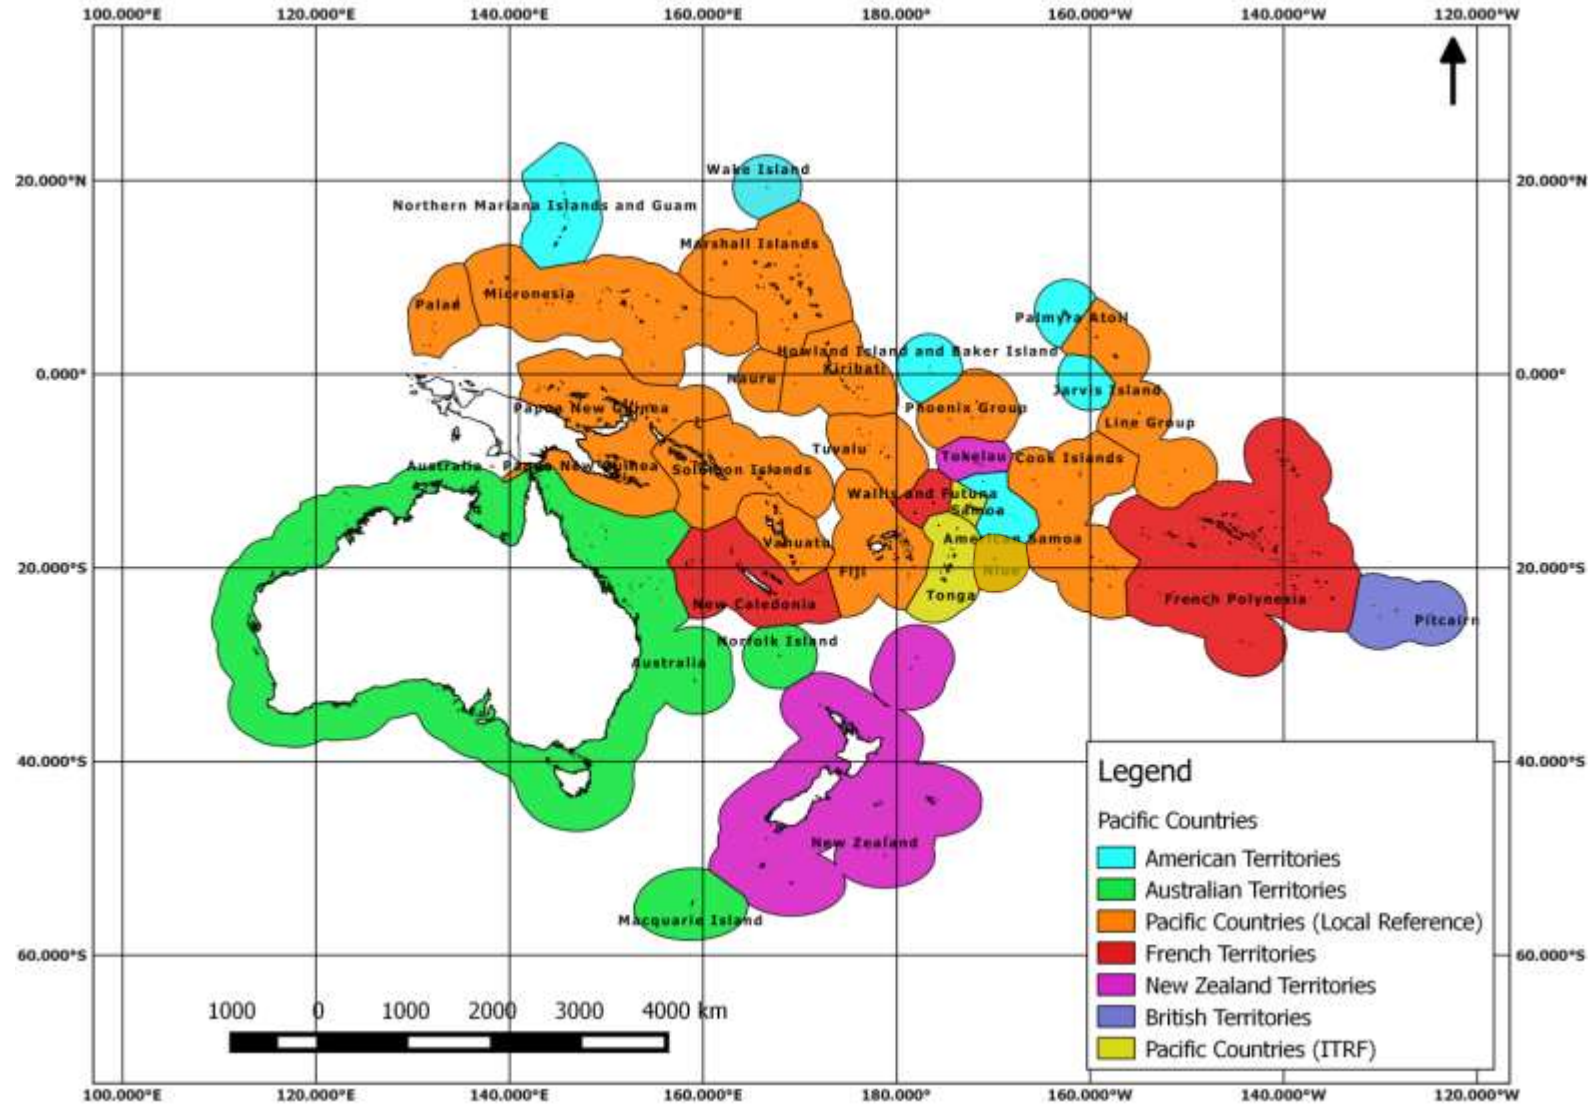 100.000°E 120.000°E 140.000°E 160.000°E 180.000° 160.000°W 140.000°W 120.000°W
Wake Island
20.000°N 20.000°N
Northern Mariana Islands and Guam
Marshall Islands
Micronesia
Palau
Palmyra Atoll
Howland Island and Baker Island
Kiribati
0.000° 0.000°
Nauru
Jarvis Island
Papua New Guinea
Phoenix Group
Line Group
Tuvalu
Tokelau
Cook Islands
Australia - Papua New Guinea
Solomon Islands
Wallis and Futuna
Samoa
American Samoa
Vanuatu
20.000°S 20.000°S
Fiji
Niue
Tonga
French Polynesia
New Caledonia
Pitcairn
Norfolk Island
Australia
40.000°S 40.000°S
New Zealand
Macquarie Island
60.000°S 60.000°S
Legend
Pacific Countries
American Territories
Australian Territories
Pacific Countries (Local Reference)
French Territories
New Zealand Territories
British Territories
Pacific Countries (ITRF)
1000 0 1000 2000 3000 4000 km
100.000°E 120.000°E 140.000°E 160.000°E 180.000° 160.000°W 140.000°W 120.000°W